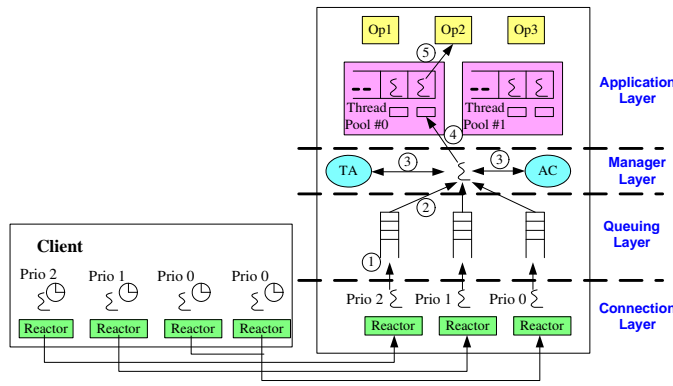 Op1 Op2 Op3
5
Application
Layer
Thread
Pool #0
Thread
Pool #1
4
Manager
Layer
TA 3 3 AC
2
Queuing
Layer
1
Client
Prio 2 Prio 1 Prio 0 Prio 0
Prio 2 Prio 1 Prio 0
Connection
Layer
Reactor Reactor Reactor Reactor
Reactor Reactor Reactor